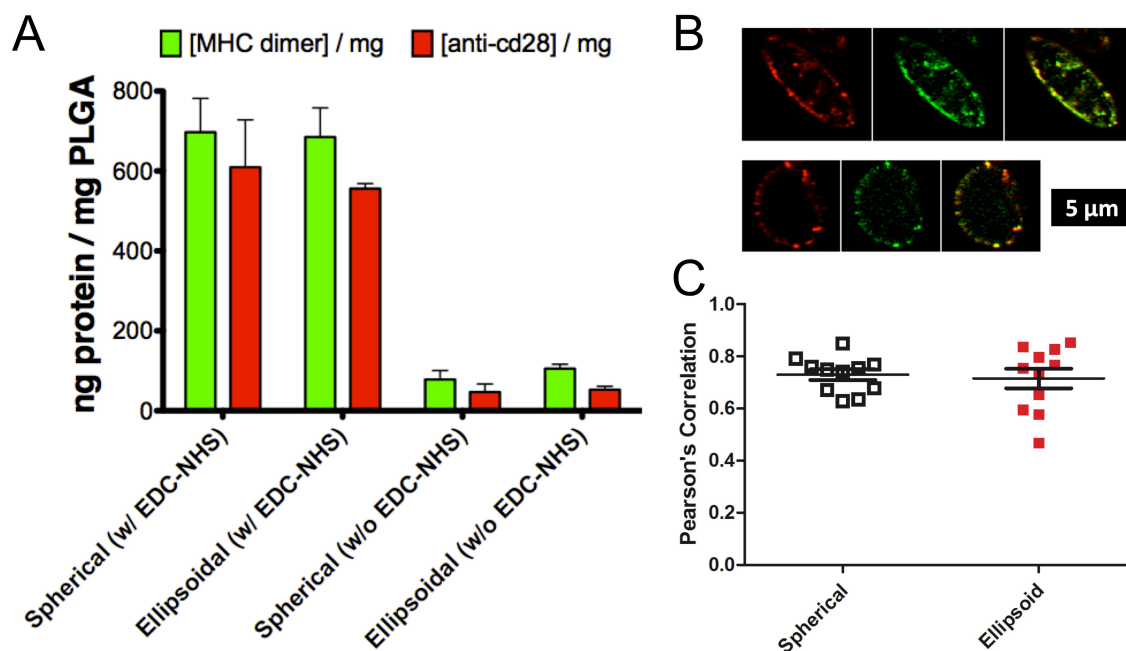 A
[MHC dimer] / mg [anti-cd28] / mg
ng protein / mg PLGA
800
600
400
200
0
Spherical (w/ EDC-NHS)
Ellipsoidal (w/ EDC-NHS)
Spherical (w/o EDC-NHS)
Ellipsoidal (w/o EDC-NHS)
B
5 µm
C
Pearson's Correlation
1.0
0.8
0.6
0.4
0.2
0.0
Spherical
Ellipsoid